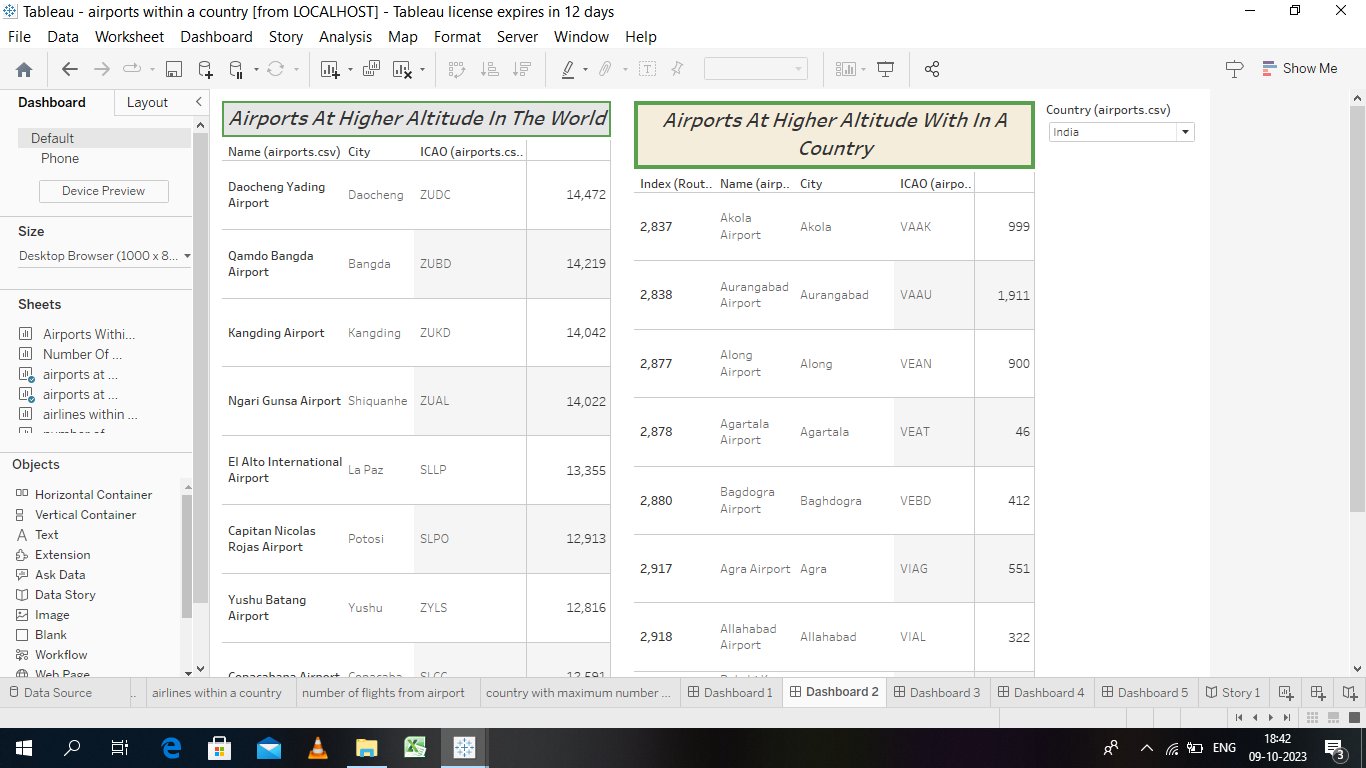 Tableau - airports within a country [from LOCALHOST] - Tableau license expires in 12 days
File Data Worksheet Dashboard Story Analysis Map Format Server Window Help
Show Me
Dashboard Layout
Default
Phone
Device Preview
Size
Desktop Browser (1000 x 8...
Sheets
Airports Withi...
Number Of ...
airports at ...
airports at ...
airlines within ...
number of
Objects
Horizontal Container
Vertical Container
Text
Extension
Ask Data
Data Story
Image
Blank
Workflow
Web Page
Airports At Higher Altitude In The World
Name (airports.csv) City ICAO (airports.cs..
Daocheng Yading
Airport
Daocheng ZUDC 14,472
Qamdo Bangda
Airport
Bangda ZUBD 14,219
Kangding Airport Kangding ZUKD 14,042
Ngari Gunsa Airport Shiquanhe ZUAL 14,022
El Alto International
Airport
La Paz SLLP 13,355
Capitan Nicolas
Rojas Airport
Potosi SLPO 12,913
Yushu Batang
Airport
Yushu ZYLS 12,816
Copacabana Airport Copacaba SLCC 12,591
Airports At Higher Altitude With In A
Country
Index (Rout.. Name (airp.. City ICAO (airpo..
2,837 Akola
Airport
Akola VAAK 999
2,838 Aurangabad
Airport
Aurangabad VAAU 1,911
2,877 Along
Airport
Along VEAN 900
2,878 Agartala
Airport
Agartala VEAT 46
2,880 Bagdogra
Airport
Baghdogra VEBD 412
2,917 Agra Airport Agra VIAG 551
2,918 Allahabad
Airport
Allahabad VIAL 322
Country (airports.csv)
India
Data Source .. airlines within a country number of flights from airport country with maximum number ... Dashboard 1 Dashboard 2 Dashboard 3 Dashboard 4 Dashboard 5 Story 1
ENG
18:42
09-10-2023
3